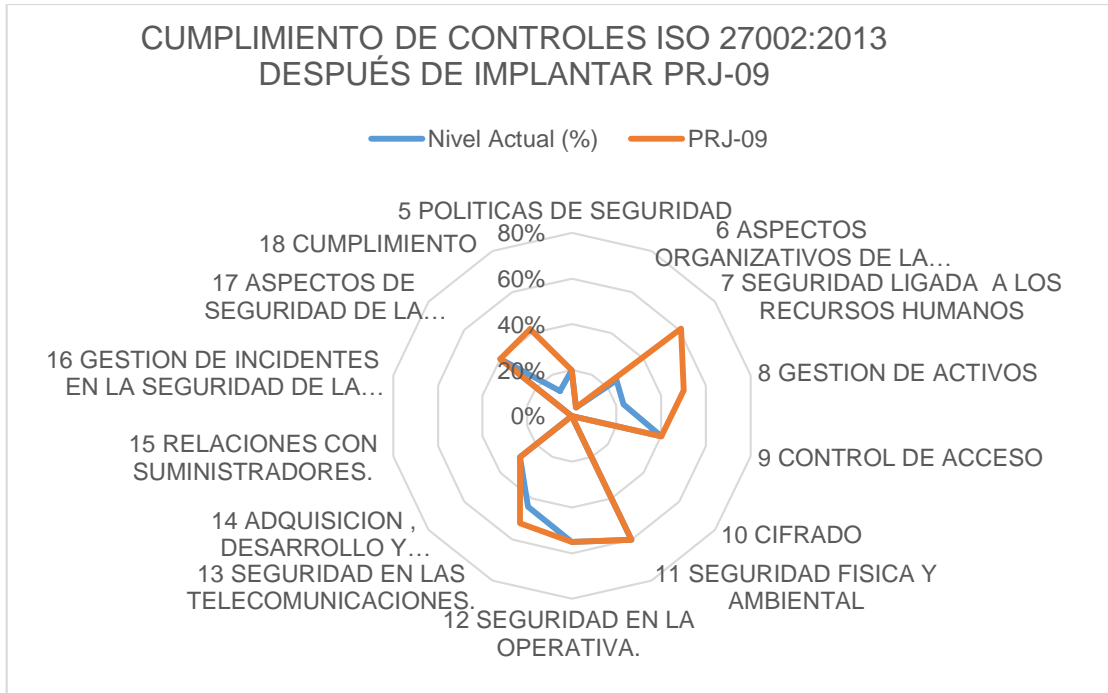 CUMPLIMIENTO DE CONTROLES ISO 27002:2013
DESPUÉS DE IMPLANTAR PRJ-09
Nivel Actual (%)
PRJ-09
5 POLITICAS DE SEGURIDAD
6 ASPECTOS
ORGANIZATIVOS DE LA…
7 SEGURIDAD LIGADA  A LOS
RECURSOS HUMANOS
8 GESTION DE ACTIVOS
9 CONTROL DE ACCESO
10 CIFRADO
11 SEGURIDAD FISICA Y
AMBIENTAL
12 SEGURIDAD EN LA
OPERATIVA.
13 SEGURIDAD EN LAS
TELECOMUNICACIONES.
14 ADQUISICION ,
DESARROLLO Y…
15 RELACIONES CON
SUMINISTRADORES.
16 GESTION DE INCIDENTES
EN LA SEGURIDAD DE LA…
17 ASPECTOS DE
SEGURIDAD DE LA…
18 CUMPLIMIENTO
80%
60%
40%
20%
0%